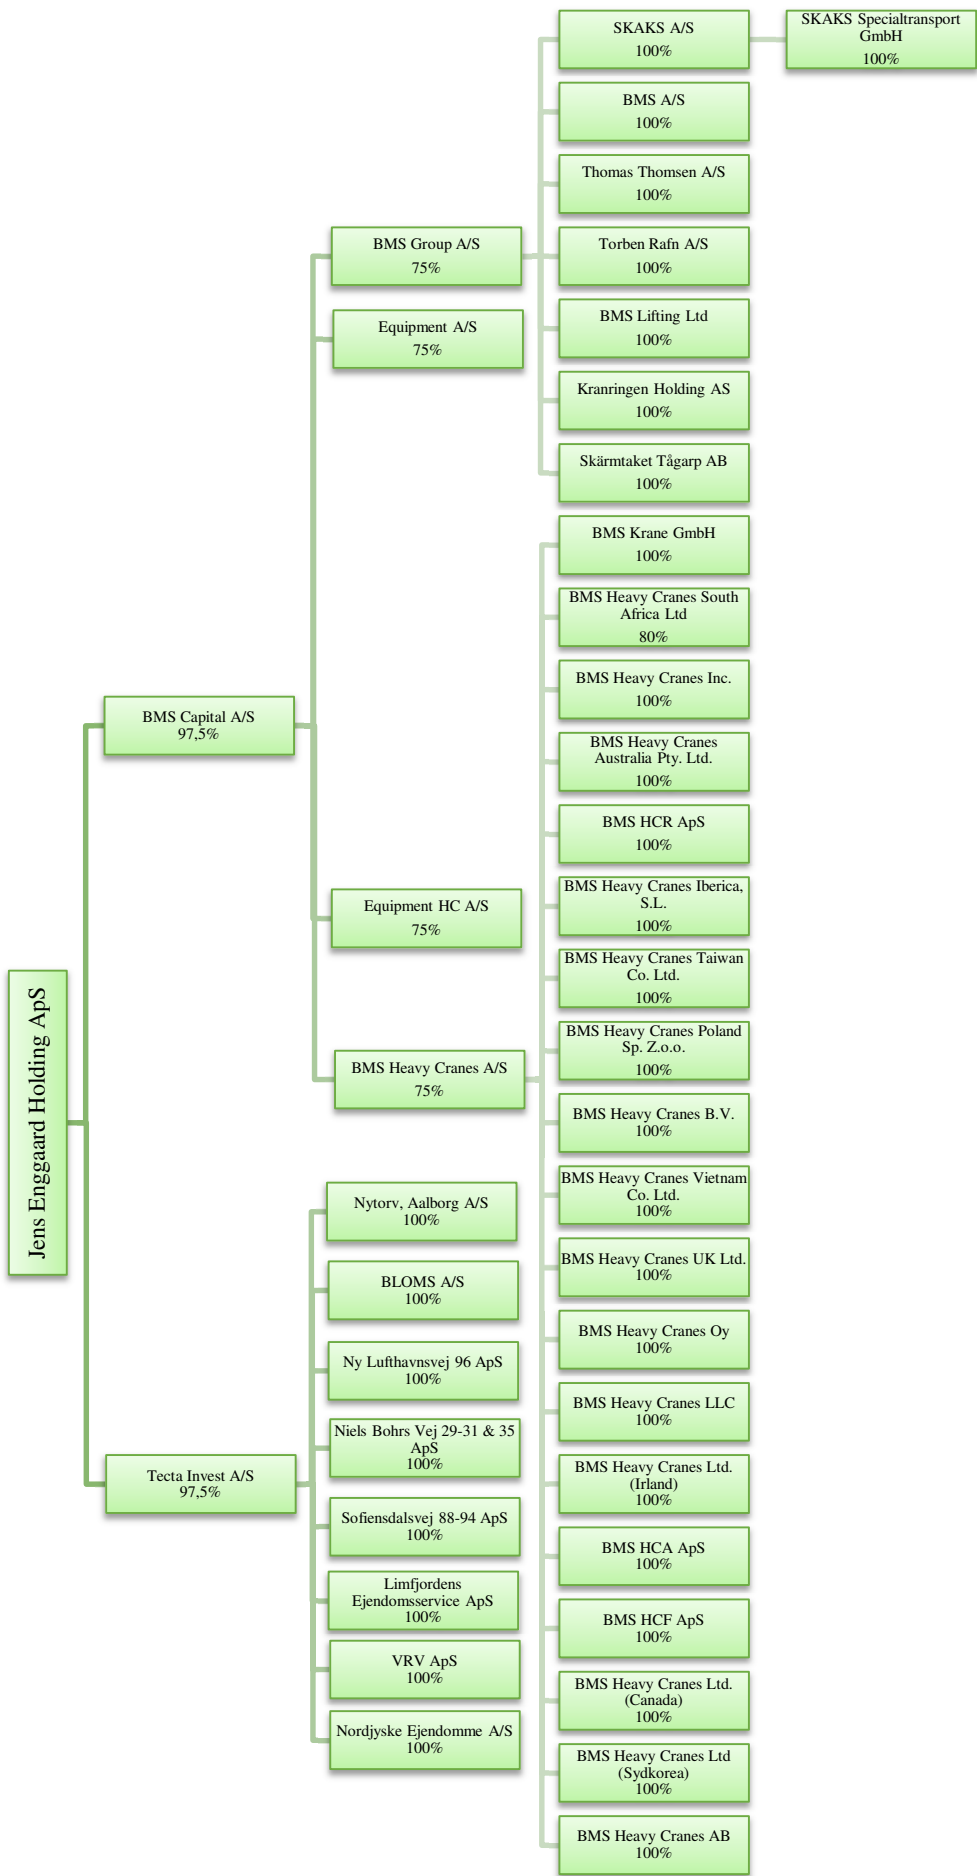 Jens Enggaard Holding ApS
BMS Capital A/S
97,5%
BMS Group A/S
75%
SKAKS A/S
100%
SKAKS Specialtransport
GmbH
100%
BMS A/S
100%
Thomas Thomsen A/S
100%
Torben Rafn A/S
100%
BMS Lifting Ltd
100%
Kranringen Holding AS
100%
Skärmtaket Tågarp AB
100%
Equipment A/S
75%
Equipment HC A/S
75%
BMS Heavy Cranes A/S
75%
BMS Krane GmbH
100%
BMS Heavy Cranes South
Africa Ltd
80%
BMS Heavy Cranes Inc.
100%
BMS Heavy Cranes
Australia Pty. Ltd.
100%
BMS HCR ApS
100%
BMS Heavy Cranes Iberica,
S.L.
100%
BMS Heavy Cranes Taiwan
Co. Ltd.
100%
BMS Heavy Cranes Poland
Sp. Z.o.o.
100%
BMS Heavy Cranes B.V.
100%
BMS Heavy Cranes Vietnam
Co. Ltd.
100%
BMS Heavy Cranes UK Ltd.
100%
BMS Heavy Cranes Oy
100%
BMS Heavy Cranes LLC
100%
BMS Heavy Cranes Ltd.
(Irland)
100%
BMS HCA ApS
100%
BMS HCF ApS
100%
BMS Heavy Cranes Ltd.
(Canada)
100%
BMS Heavy Cranes Ltd
(Sydkorea)
100%
BMS Heavy Cranes AB
100%
Tecta Invest A/S
97,5%
Nytorv, Aalborg A/S
100%
BLOMS A/S
100%
Ny Lufthavnsvej 96 ApS
100%
Niels Bohrs Vej 29-31 & 35
ApS
100%
Sofiensdalsvej 88-94 ApS
100%
Limfjordens
Ejendomsservice ApS
100%
VRV ApS
100%
Nordjyske Ejendomme A/S
100%